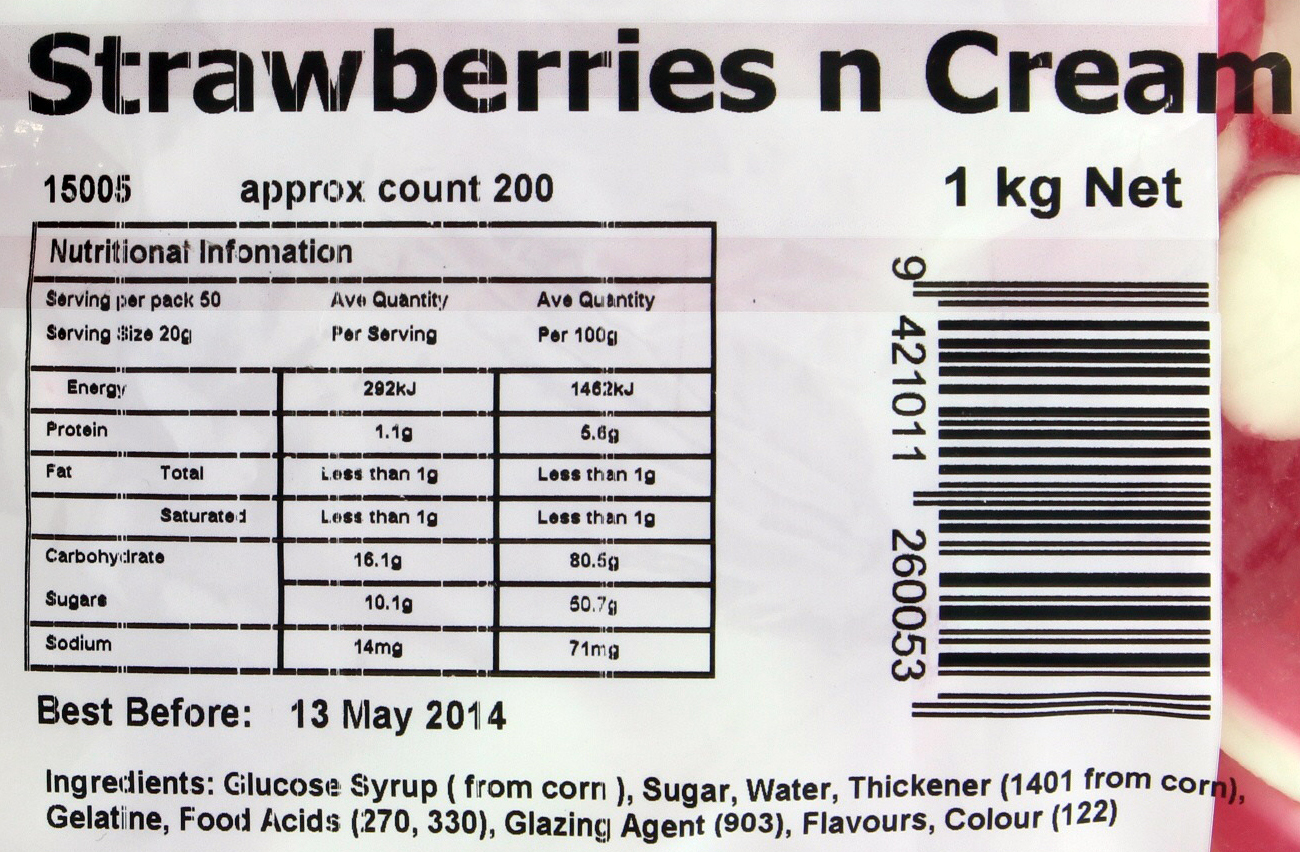 Strawberries n Cream
15005 approx count 200 1 kg Net
Nutritional Infomation
Serving per pack 50 Ave Quantity Ave Quantity
Serving Size 20g Per Serving Per 100g
Energy 292kJ 1462kJ
Protein 1.1g 5.6g
Fat Total Less than 1g Less than 1g
Saturated Less than 1g Less than 1g
Carbohydrate 16.1g 80.5g
Sugars 10.1g 50.7g
Sodium 14mg 71mg
Best Before: 13 May 2014
Ingredients: Glucose Syrup ( from corn ), Sugar, Water, Thickener (1401 from corn),
Gelatine, Food Acids (270, 330), Glazing Agent (903), Flavours, Colour (122)
9 421011 260053